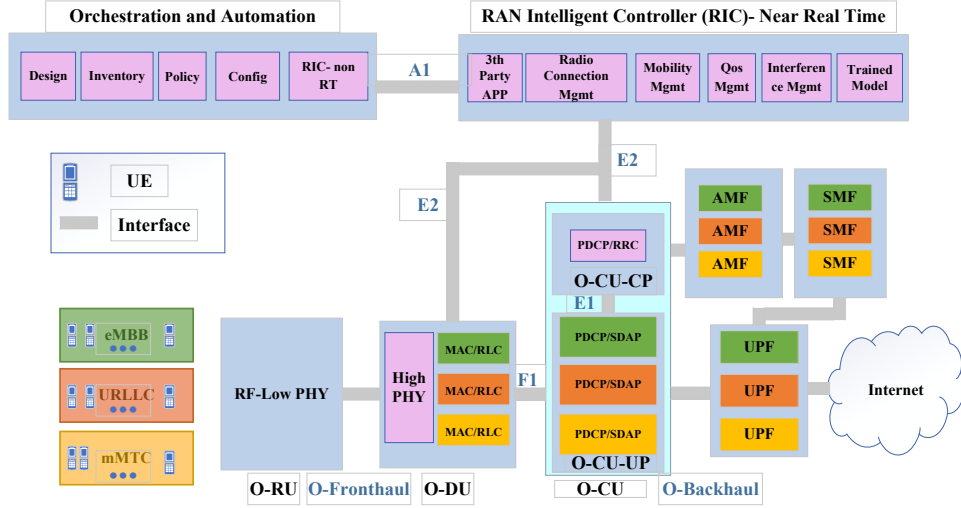 Orchestration and Automation
RAN Intelligent Controller (RIC)- Near Real Time
Design
Inventory
Policy
Config
RIC- non
RT
A1
3th
Party
APP
Radio
Connection
Mgmt
Mobility
Mgmt
Qos
Mgmt
Interferen
ce Mgmt
Trained
Model
UE
Interface
E2
E2
AMF
AMF
AMF
SMF
SMF
SMF
PDCP/RRC
O-CU-CP
E1
eMBB
URLLC
mMTC
RF-Low PHY
High
PHY
MAC/RLC
MAC/RLC
MAC/RLC
F1
PDCP/SDAP
PDCP/SDAP
PDCP/SDAP
O-CU-UP
UPF
UPF
UPF
Internet
O-RU
O-Fronthaul
O-DU
O-CU
O-Backhaul